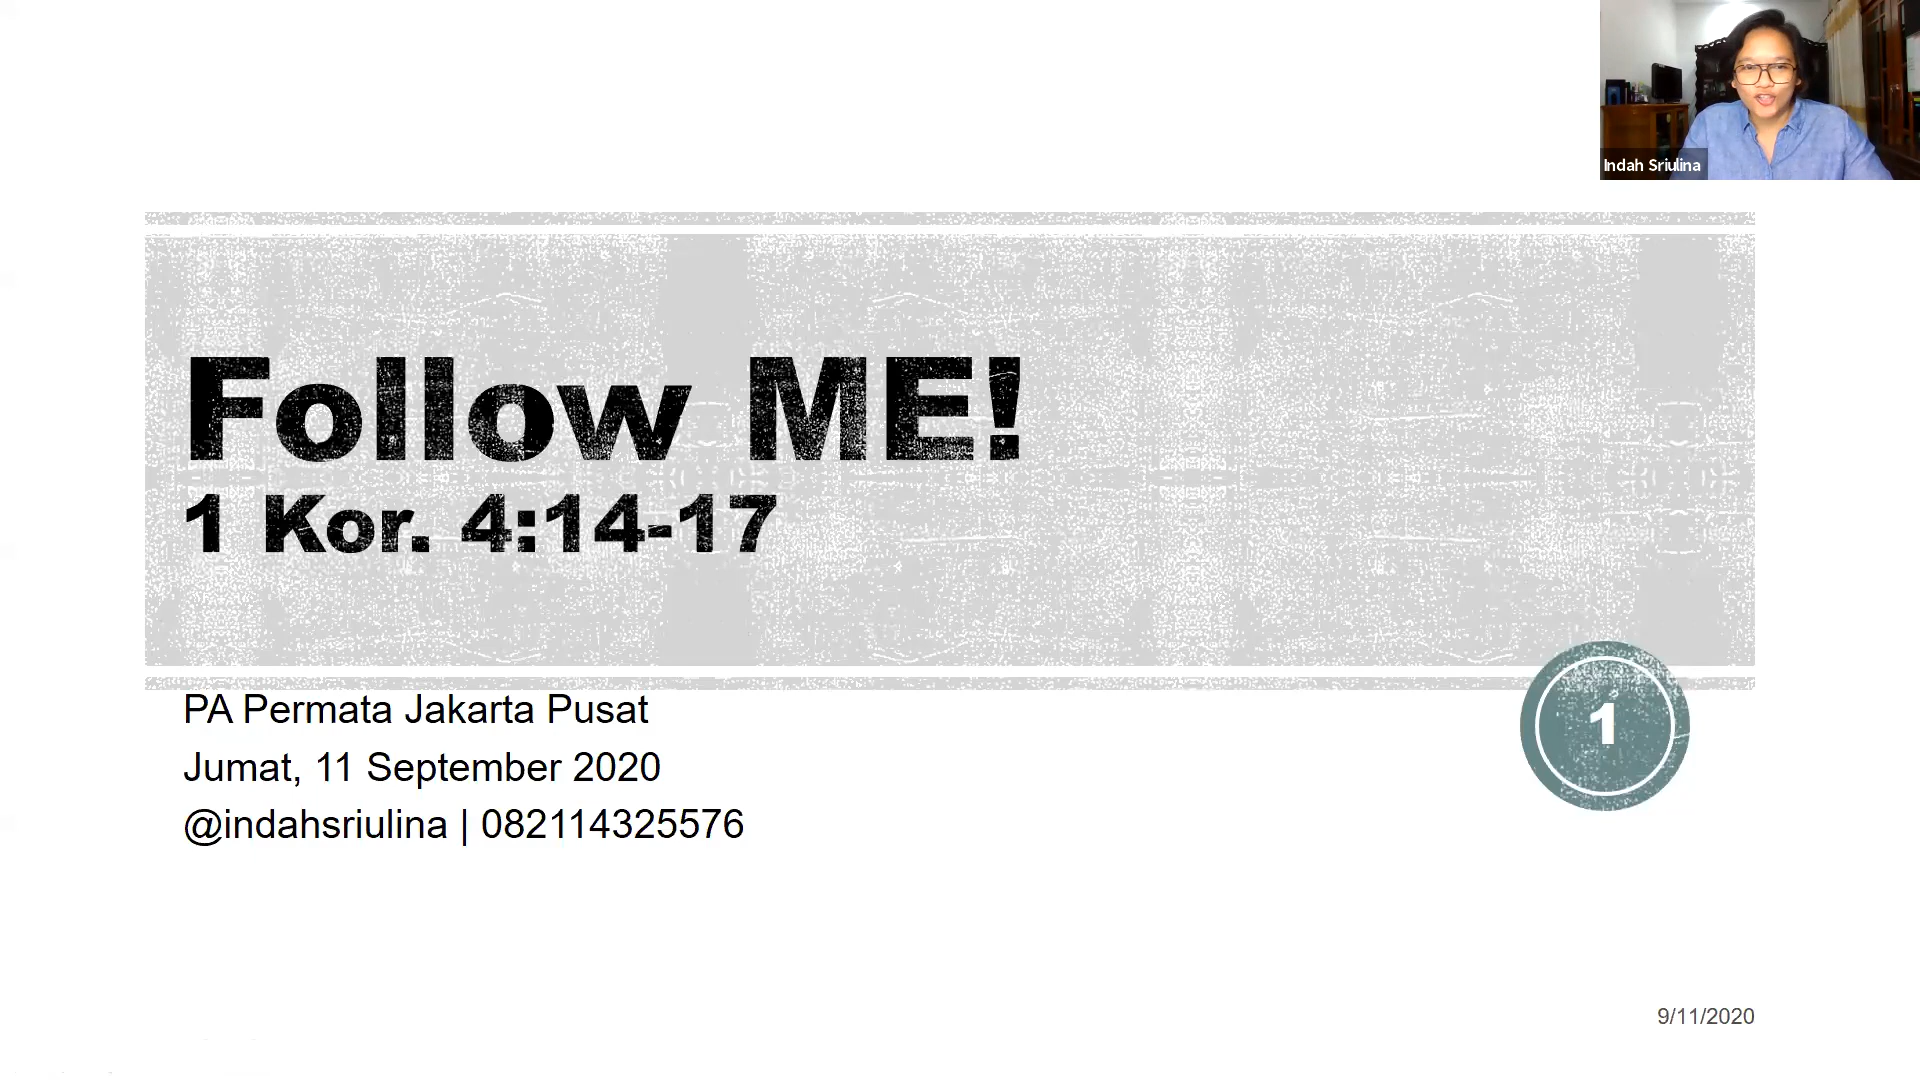 Indah Sriulina
Follow ME!
1 Kor. 4:14-17
PA Permata Jakarta Pusat
Jumat, 11 September 2020
@indahsriulina | 082114325576
1
9/11/2020